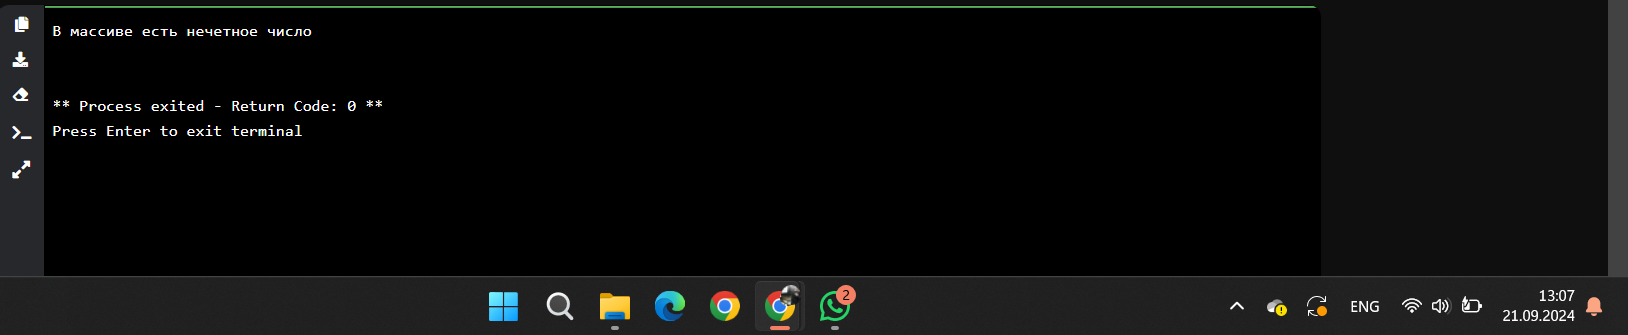 В массиве есть нечетное число
** Process exited - Return Code: 0 **
Press Enter to exit terminal
2
ENG
13:07
21.09.2024